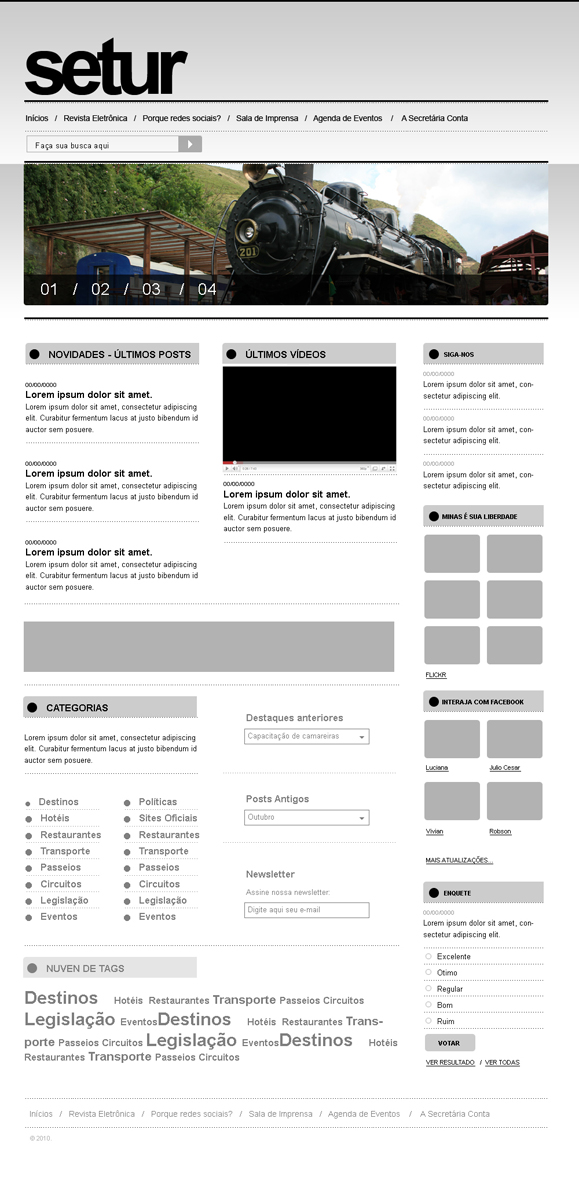 setur
Inícios / Revista Eletrônica / Porque redes sociais? / Sala de Imprensa / Agenda de Eventos / A Secretária Conta
Faça sua busca aqui
201
01 / 02 / 03 / 04
NOVIDADES - ÚLTIMOS POSTS
00/00/0000
Lorem ipsum dolor sit amet.
Lorem ipsum dolor sit amet, consectetur adipiscing
elit. Curabitur fermentum lacus at justo bibendum id
auctor sem posuere.
00/00/0000
Lorem ipsum dolor sit amet.
Lorem ipsum dolor sit amet, consectetur adipiscing
elit. Curabitur fermentum lacus at justo bibendum id
auctor sem posuere.
00/00/0000
Lorem ipsum dolor sit amet.
Lorem ipsum dolor sit amet, consectetur adipiscing
elit. Curabitur fermentum lacus at justo bibendum id
auctor sem posuere.
ÚLTIMOS VÍDEOS
00/00/0000
Lorem ipsum dolor sit amet.
Lorem ipsum dolor sit amet, consectetur adipiscing
elit. Curabitur fermentum lacus at justo bibendum id
auctor sem posuere.
SIGA-NOS
00/00/0000
Lorem ipsum dolor sit amet, con-
sectetur adipiscing elit.
00/00/0000
Lorem ipsum dolor sit amet, con-
sectetur adipiscing elit.
00/00/0000
Lorem ipsum dolor sit amet, con-
sectetur adipiscing elit.
MINAS É SUA LIBERDADE
FLICKR
INTERAJA COM FACEBOOK
Luciana Julio Cesar
Vivian Robson
MAIS ATUALIZAÇÕES...
ENQUETE
00/00/0000
Lorem ipsum dolor sit amet, con-
sectetur adipiscing elit.
Excelente
Ótimo
Regular
Bom
Ruim
VOTAR
VER RESULTADO / VER TODAS
CATEGORIAS
Lorem ipsum dolor sit amet, consectetur adipiscing
elit. Curabitur fermentum lacus at justo bibendum id
auctor sem posuere.
Destinos
Hotéis
Restaurantes
Transporte
Passeios
Circuitos
Legislação
Eventos
Políticas
Sites Oficiais
Restaurantes
Transporte
Passeios
Circuitos
Legislação
Eventos
Destaques anteriores
Capacitação de camareiras
Posts Antigos
Outubro
Newsletter
Assine nossa newsletter.
Digite aqui seu e-mail
NUVEN DE TAGS
Destinos Hotéis Restaurantes Transporte Passeios Circuitos
Legislação EventosDestinos Hotéis Restaurantes Trans-
porte Passeios Circuitos Legislação EventosDestinos Hotéis
Restaurantes Transporte Passeios Circuitos
Inícios / Revista Eletrônica / Porque redes sociais? / Sala de Imprensa / Agenda de Eventos / A Secretária Conta
© 2010.